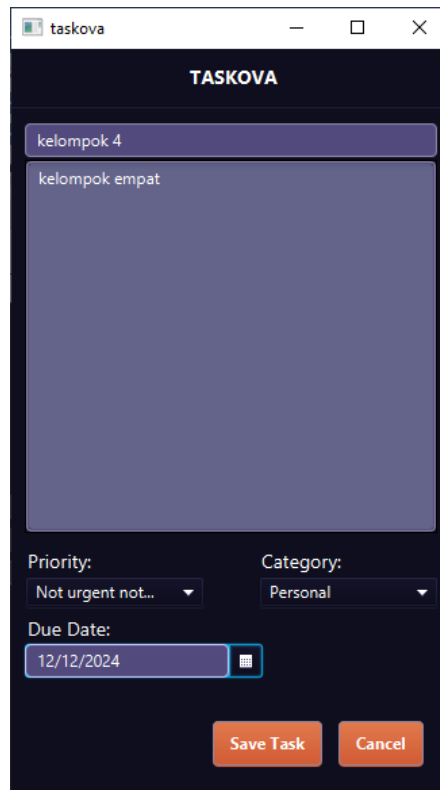 taskova
TASKOVA
kelompok 4
kelompok empat
Priority: Category:
Not urgent not... Personal
Due Date:
12/12/2024
Save Task Cancel